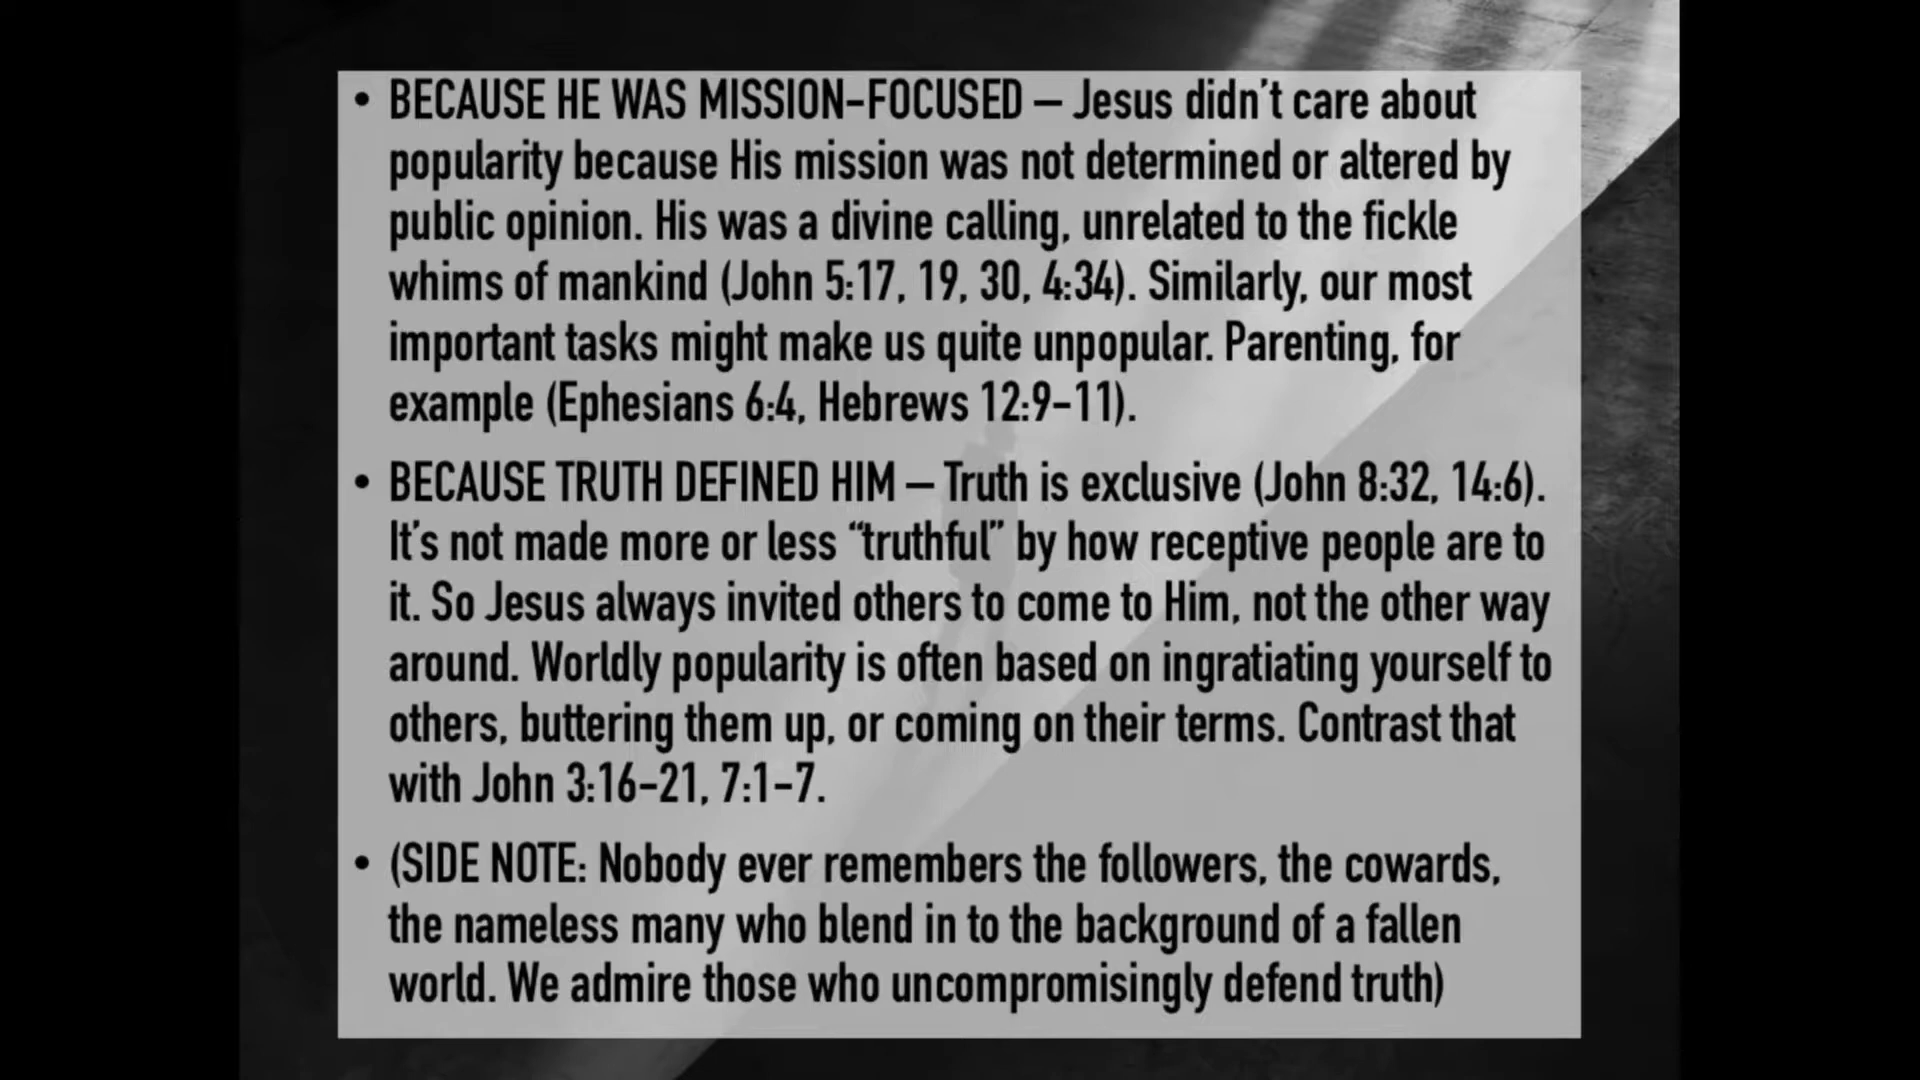 • BECAUSE HE WAS MISSION-FOCUSED – Jesus didn't care about
popularity because His mission was not determined or altered by
public opinion. His was a divine calling, unrelated to the fickle
whims of mankind (John 5:17, 19, 30, 4:34). Similarly, our most
important tasks might make us quite unpopular. Parenting, for
example (Ephesians 6:4, Hebrews 12:9-11).
• BECAUSE TRUTH DEFINED HIM – Truth is exclusive (John 8:32, 14:6).
It's not made more or less “truthful” by how receptive people are to
it. So Jesus always invited others to come to Him, not the other way
around. Worldly popularity is often based on ingratiating yourself to
others, buttering them up, or coming on their terms. Contrast that
with John 3:16-21, 7:1-7.
• (SIDE NOTE: Nobody ever remembers the followers, the cowards,
the nameless many who blend in to the background of a fallen
world. We admire those who uncompromisingly defend truth)